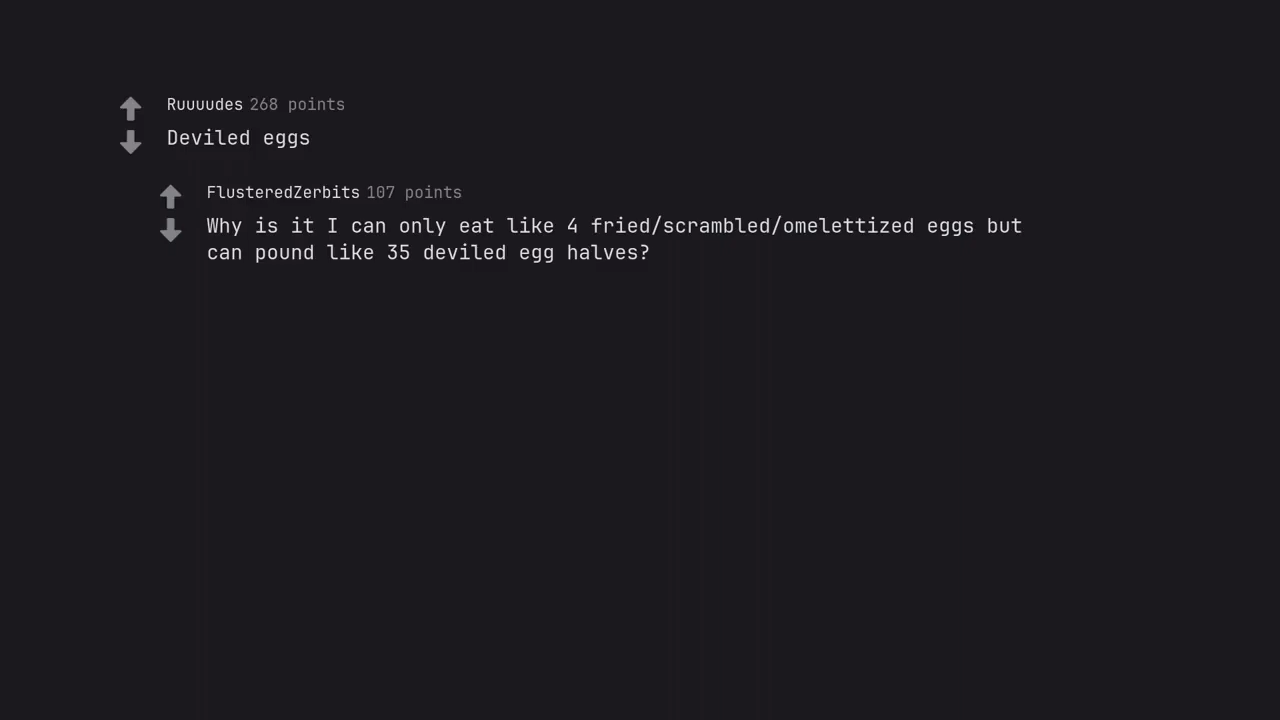 Ruuuudes 268 points
Deviled eggs
FlusteredZerbits 107 points
Why is it I can only eat like 4 fried/scrambled/omelettized eggs but
can pound like 35 deviled egg halves?